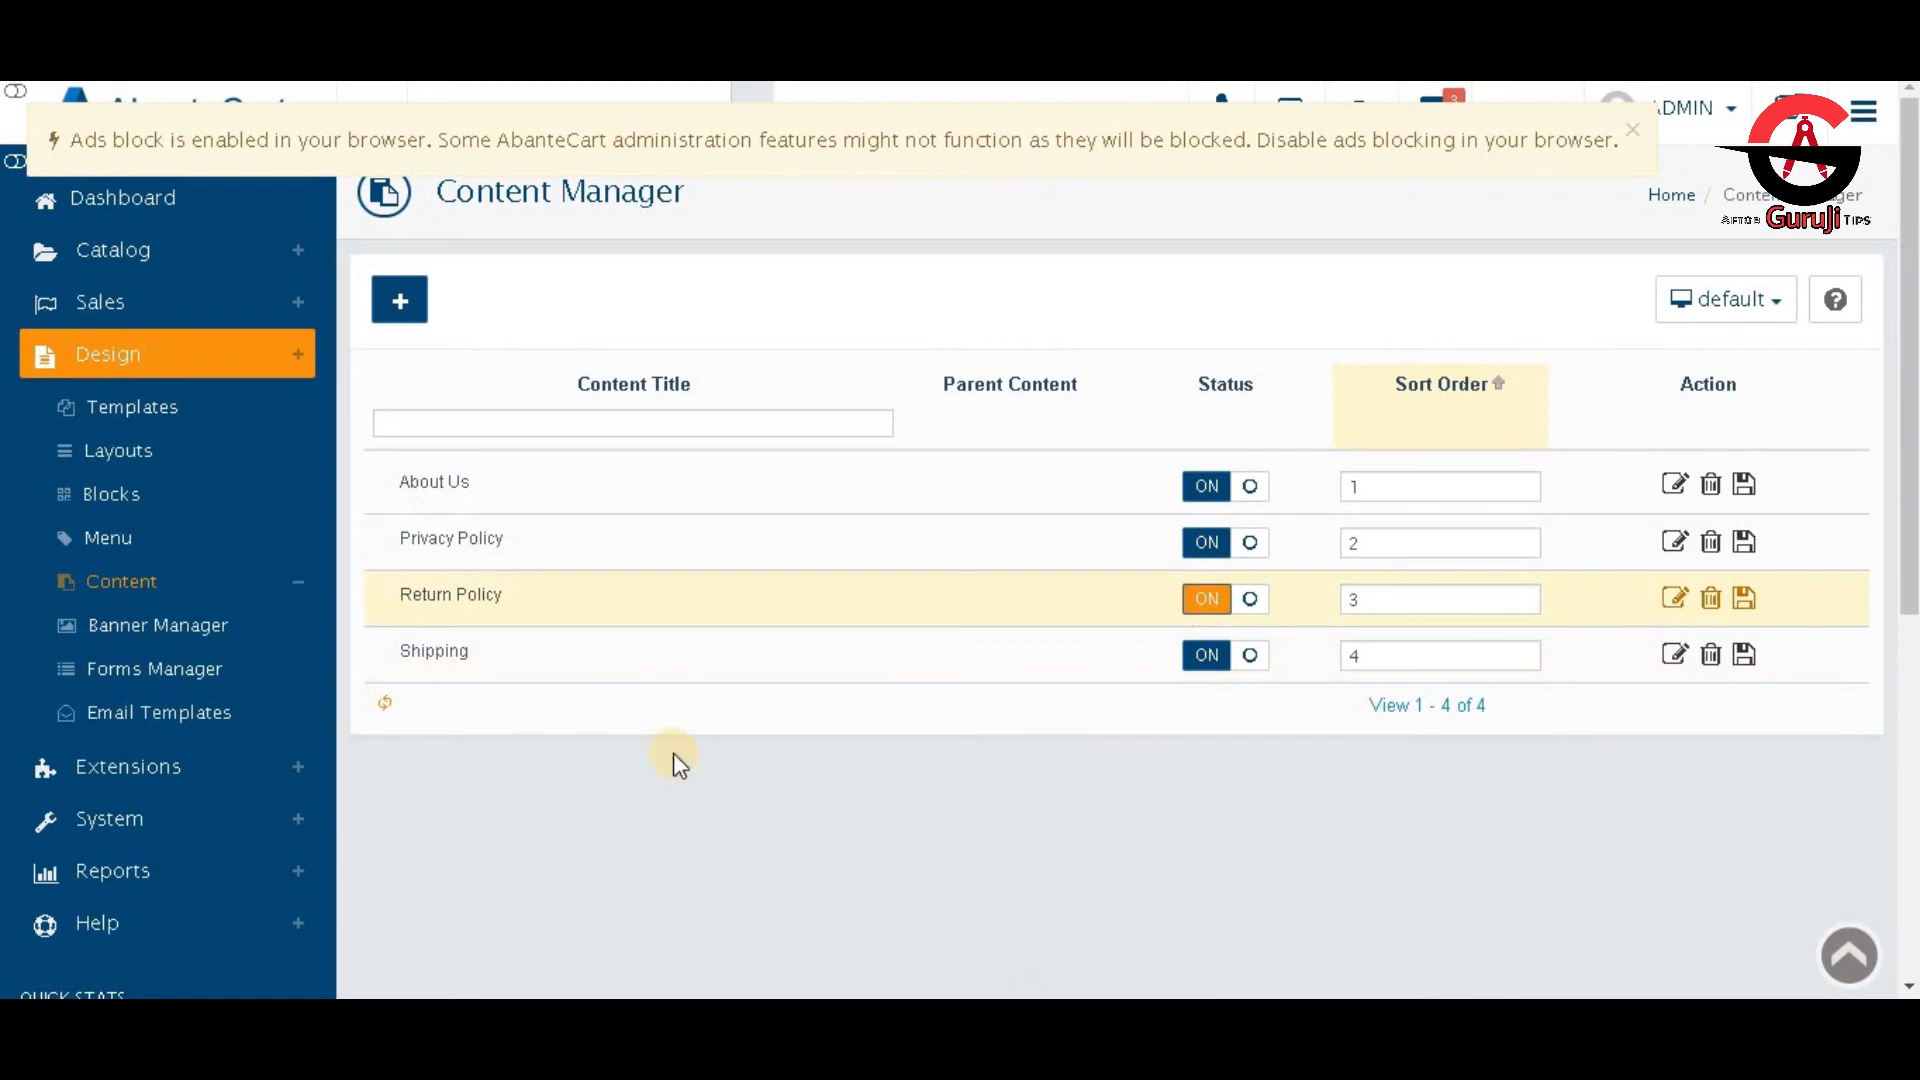 ADMIN
3
Ads block is enabled in your browser. Some AbanteCart administration features might not function as they will be blocked. Disable ads blocking in your browser.
Content Manager
Home /
GuruJi TIPS
Dashboard
Catalog
Sales
Design
Templates
Layouts
Blocks
Menu
Content
Banner Manager
Forms Manager
Email Templates
Extensions
System
Reports
Help
QUICK STATS
default
Content Title
Parent Content
Status
Sort Order
Action
About Us
ON
1
Privacy Policy
ON
2
Return Policy
ON
3
Shipping
ON
4
View 1 - 4 of 4